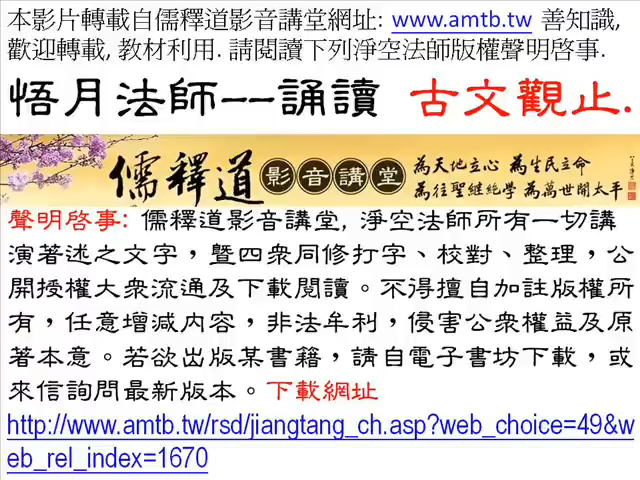 本影片轉載自儒釋道影音講堂網址: www.amtb.tw 善知識,
歡迎轉載, 教材利用. 請閱讀下列淨空法師版權聲明啓事.
悟月法師--誦讀 古文觀止.
儒釋道影音講堂 為天地立心 為生民立命
為往聖繼絕學 為萬世開太平
聲明啓事: 儒釋道影音講堂, 淨空法師所有一切講
演著述之文字，暨四衆同修打字、校對、整理，公
開授權大衆流通及下載閱讀。不得擅自加註版權所
有，任意增減內容，非法牟利，侵害公衆權益及原
著本意。若欲出版某書籍，請自電子書坊下載，或
來信詢問最新版本。下載網址
http://www.amtb.tw/rsd/jiangtang_ch.asp?web_choice=49&w
eb_rel_index=1670